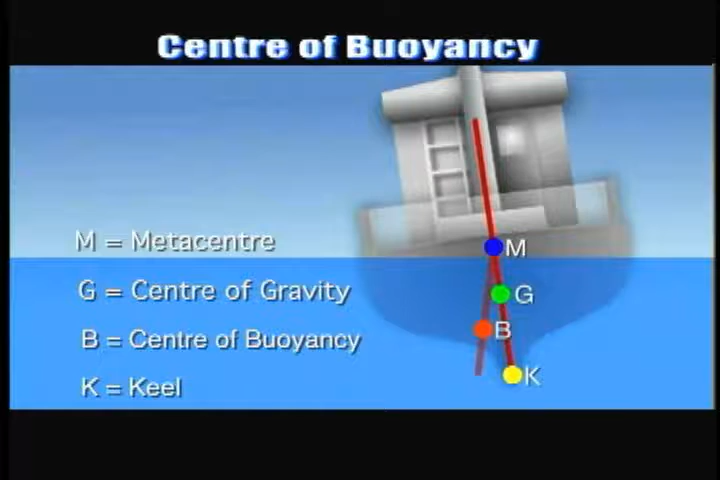 Centre of Buoyancy
M = Metacentre
G = Centre of Gravity
B = Centre of Buoyancy
K = Keel
M
G
B
K